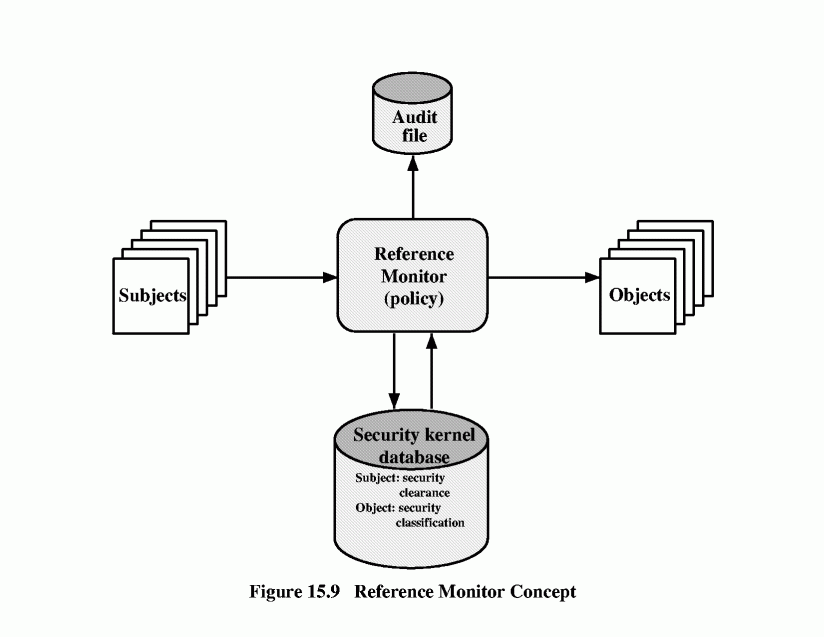 Audit
file
Reference
Monitor
(policy)
Subjects
Objects
Security kernel
database
Subject: security
clearance
Object: security
classification
Figure 15.9 Reference Monitor Concept